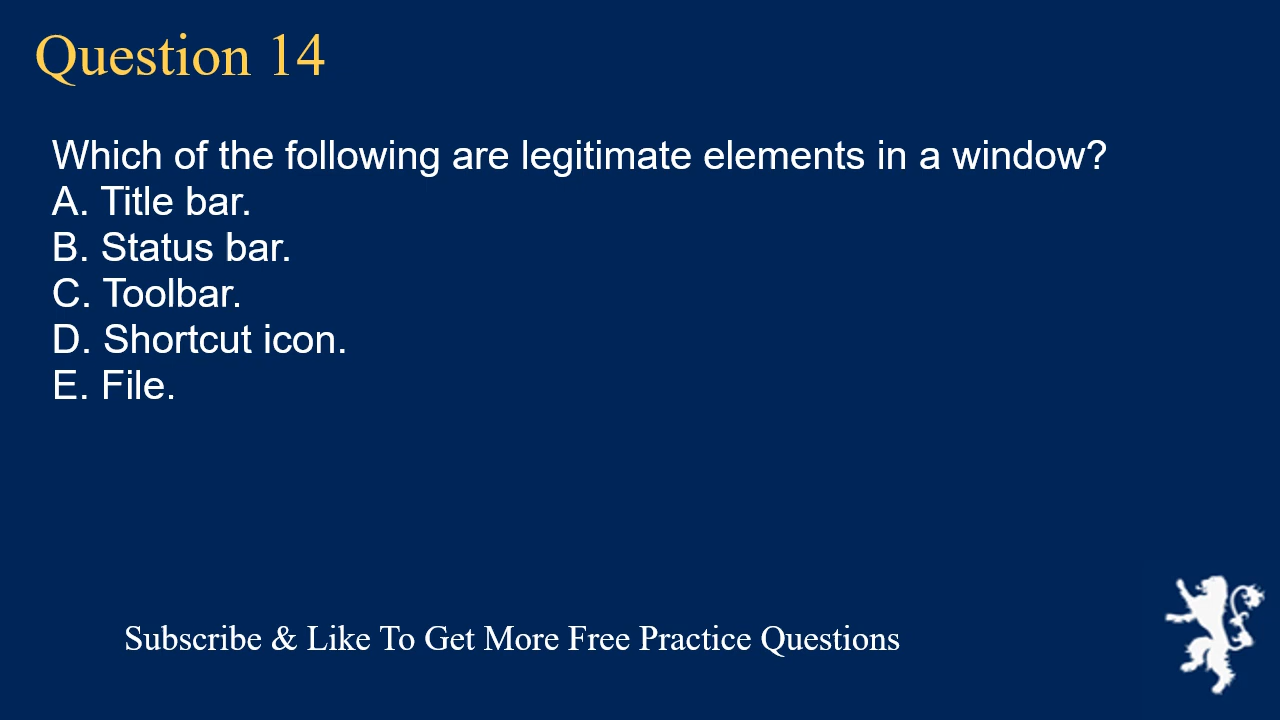 Question 14
Which of the following are legitimate elements in a window?
A. Title bar.
B. Status bar.
C. Toolbar.
D. Shortcut icon.
E. File.
Subscribe & Like To Get More Free Practice Questions